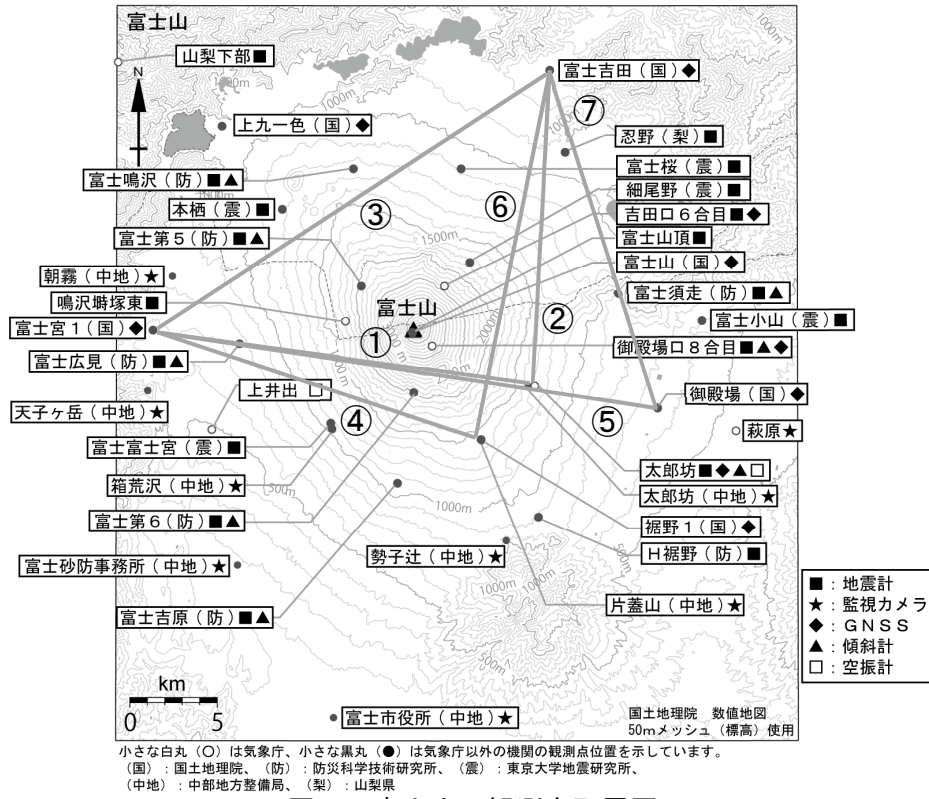 富士山
山梨下部■
N
上九一色（国）◆
富士鳴沢（防）■▲
本栖（震）■
富士第５（防）■▲
朝霧（中地）★
鳴沢塒塚東■
富士宮１（国）◆
富士広見（防）■▲
天子ヶ岳（中地）★
上井出 □
富士富士宮（震）■
箱荒沢（中地）★
富士第６（防）■▲
富士砂防事務所（中地）★
富士吉原（防）■▲
富士市役所（中地）★
富士吉田（国）◆
忍野（梨）■
富士桜（震）■
細尾野（震）■
吉田口６合目■◆
富士山頂■
富士山（国）◆
富士須走（防）■▲
富士小山（震）■
御殿場口８合目■▲◆
御殿場（国）◆
萩原★
太郎坊■◆▲□
太郎坊（中地）★
裾野１（国）◆
Ｈ裾野（防）■
勢子辻（中地）★
片蓋山（中地）★
富士山
①
②
③
④
⑤
⑥
⑦
1000m
1000m
1000m
1500m
2000m
500m
1000m
500m
1000m
1000m
500m
km
0 5
■：地震計
★：監視カメラ
◆：ＧＮＳＳ
▲：傾斜計
□：空振計
国土地理院　数値地図
50mメッシュ（標高）使用
小さな白丸（○）は気象庁、小さな黒丸（●）は気象庁以外の機関の観測点位置を示しています。
（国）：国土地理院、（防）：防災科学技術研究所、（震）：東京大学地震研究所、
（中地）：中部地方整備局、（梨）：山梨県